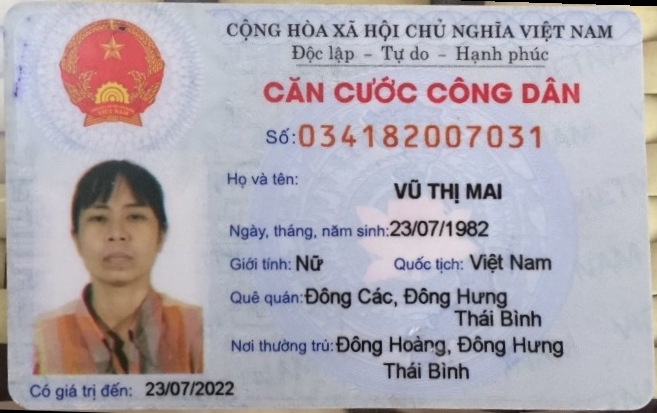 CỘNG HÒA XÃ HỘI CHỦ NGHĨA VIỆT NAM
Độc lập – Tự do – Hạnh phúc
CĂN CƯỚC CÔNG DÂN
Số: 034182007031
Họ và tên:
VŨ THỊ MAI
Ngày, tháng, năm sinh: 23/07/1982
Giới tính: Nữ Quốc tịch: Việt Nam
Quê quán: Đông Các, Đông Hưng
Thái Bình
Nơi thường trú: Đông Hoàng, Đông Hưng
Thái Bình
Có giá trị đến: 23/07/2022